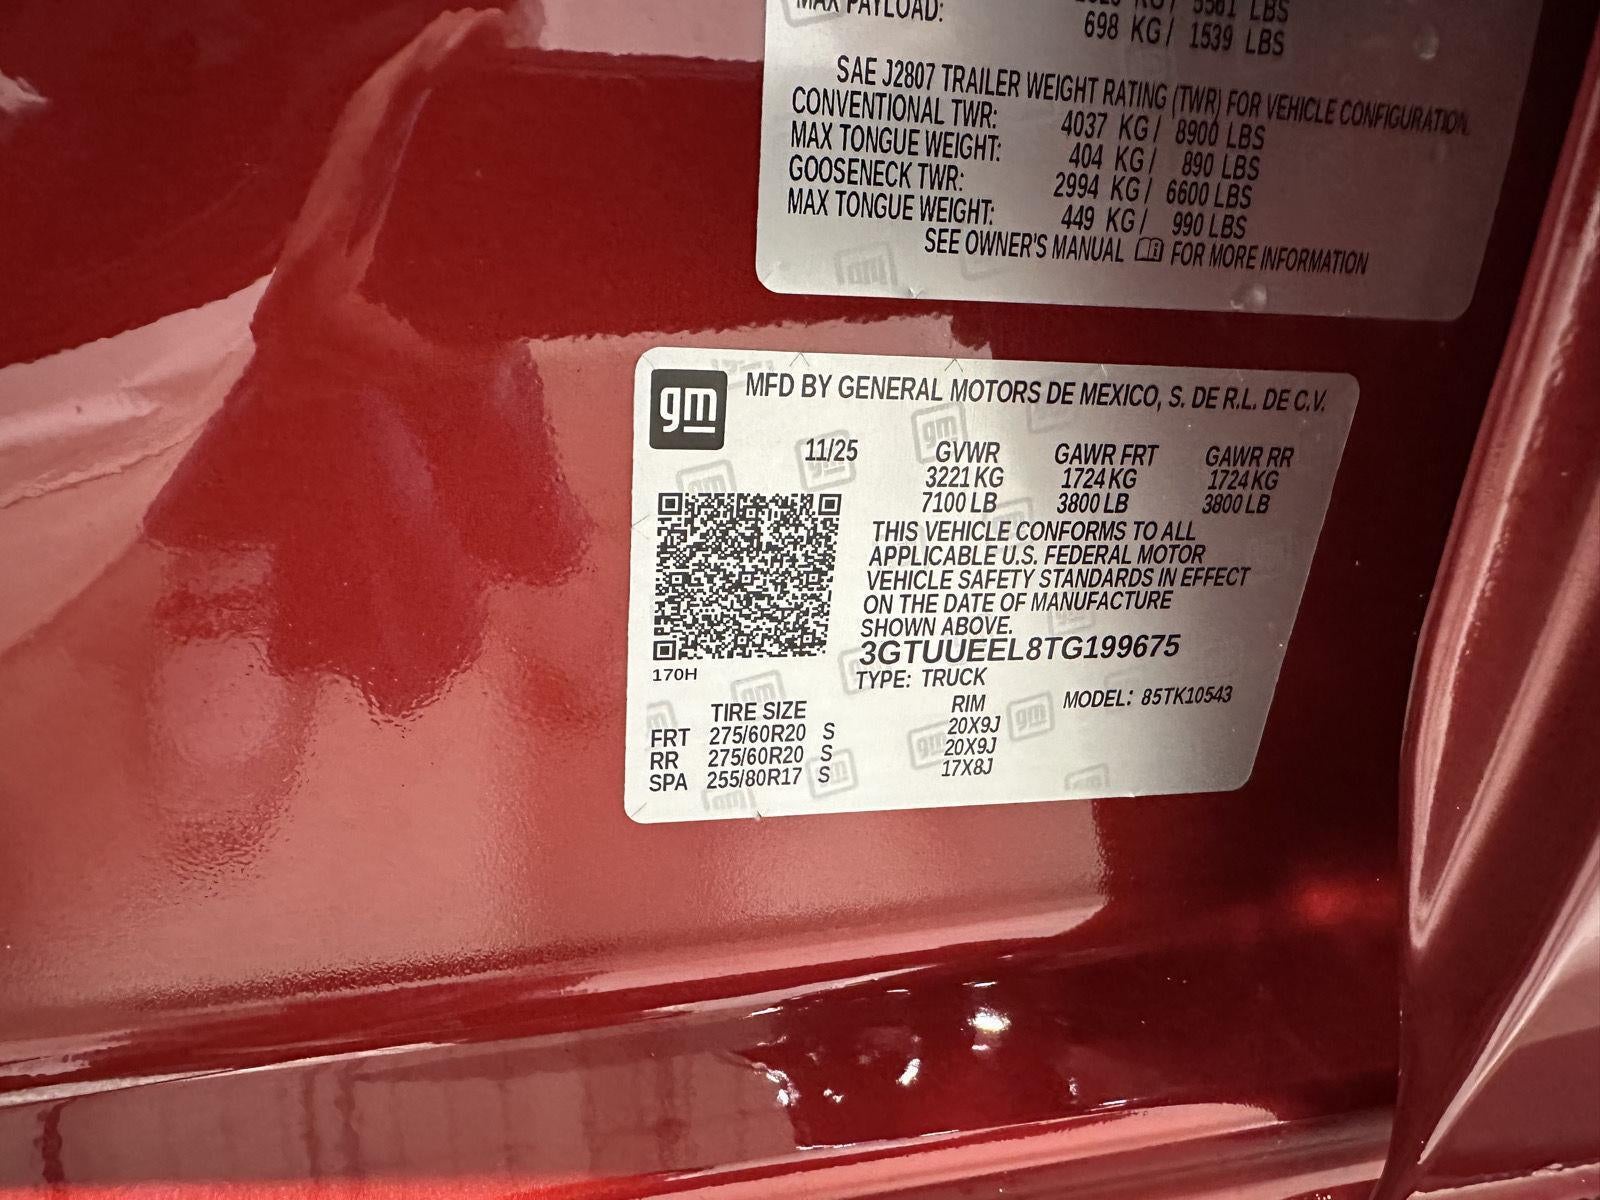 5561 LBS
MAX PAYLOAD: 698 KG/ 1539 LBS
SAE J2807 TRAILER WEIGHT RATING (TWR) FOR VEHICLE CONFIGURATION.
CONVENTIONAL TWR: 4037 KG/ 8900 LBS
MAX TONGUE WEIGHT: 404 KG/ 890 LBS
GOOSENECK TWR: 2994 KG/ 6600 LBS
MAX TONGUE WEIGHT: 449 KG/ 990 LBS
SEE OWNER'S MANUAL FOR MORE INFORMATION
gm
MFD BY GENERAL MOTORS DE MEXICO, S. DE R.L. DE C.V.
11/25 GVWR GAWR FRT GAWR RR
3221 KG 1724 KG 1724 KG
7100 LB 3800 LB 3800 LB
THIS VEHICLE CONFORMS TO ALL
APPLICABLE U.S. FEDERAL MOTOR
VEHICLE SAFETY STANDARDS IN EFFECT
ON THE DATE OF MANUFACTURE
SHOWN ABOVE.
3GTUUEEL8TG199675
170H
TYPE: TRUCK
MODEL: 85TK10543
TIRE SIZE RIM
FRT 275/60R20 S 20X9J
RR 275/60R20 S 20X9J
SPA 255/80R17 S 17X8J